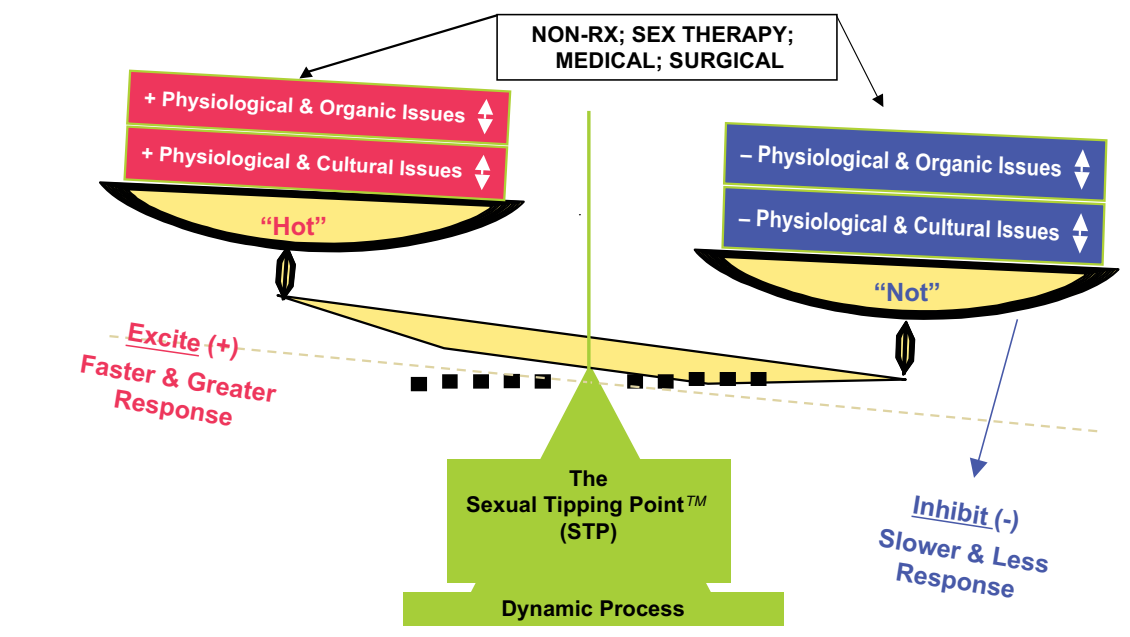 NON-RX; SEX THERAPY;
MEDICAL; SURGICAL
+ Physiological & Organic Issues
+ Physiological & Cultural Issues
“Hot”
– Physiological & Organic Issues
– Physiological & Cultural Issues
“Not”
Excite (+)
Faster & Greater
Response
The
Sexual Tipping Point™
(STP)
Dynamic Process
Inhibit (-)
Slower & Less
Response